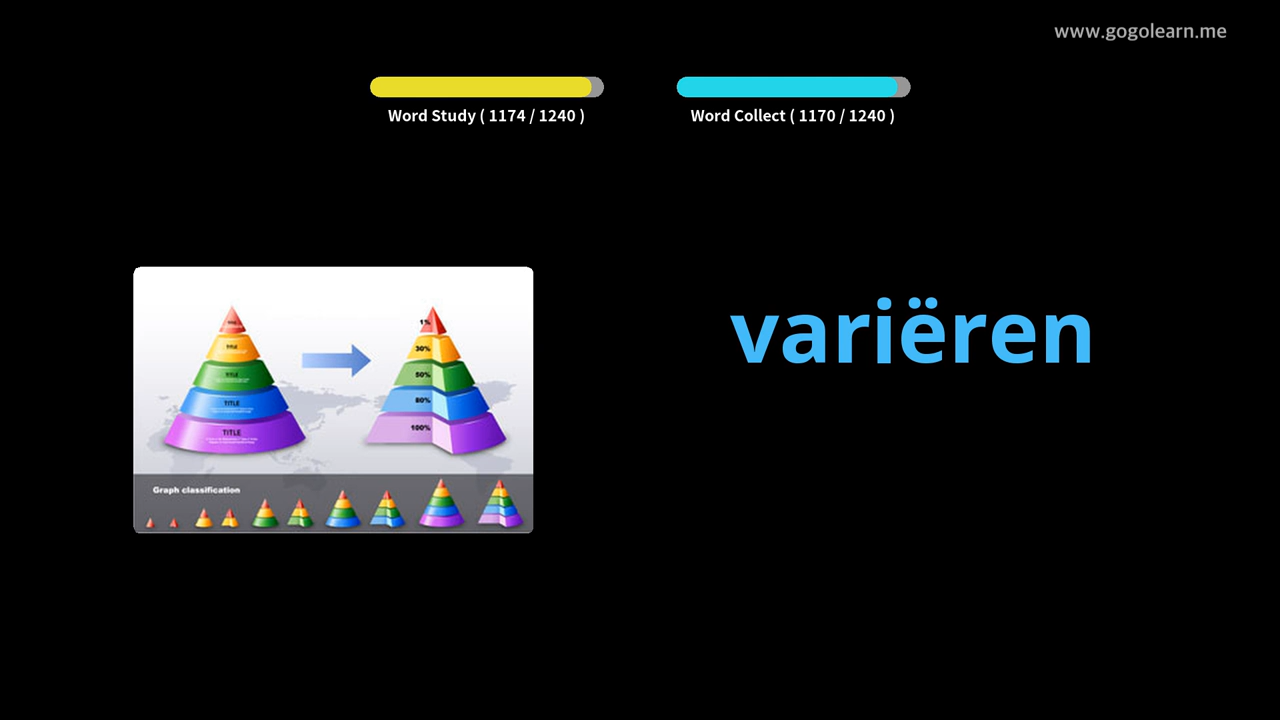 www.gogolearn.me
Word Study ( 1174 / 1240 )
Word Collect ( 1170 / 1240 )
variëren
1%
30%
50%
80%
100%
TITLE
TITLE
TITLE
TITLE
Graph classification